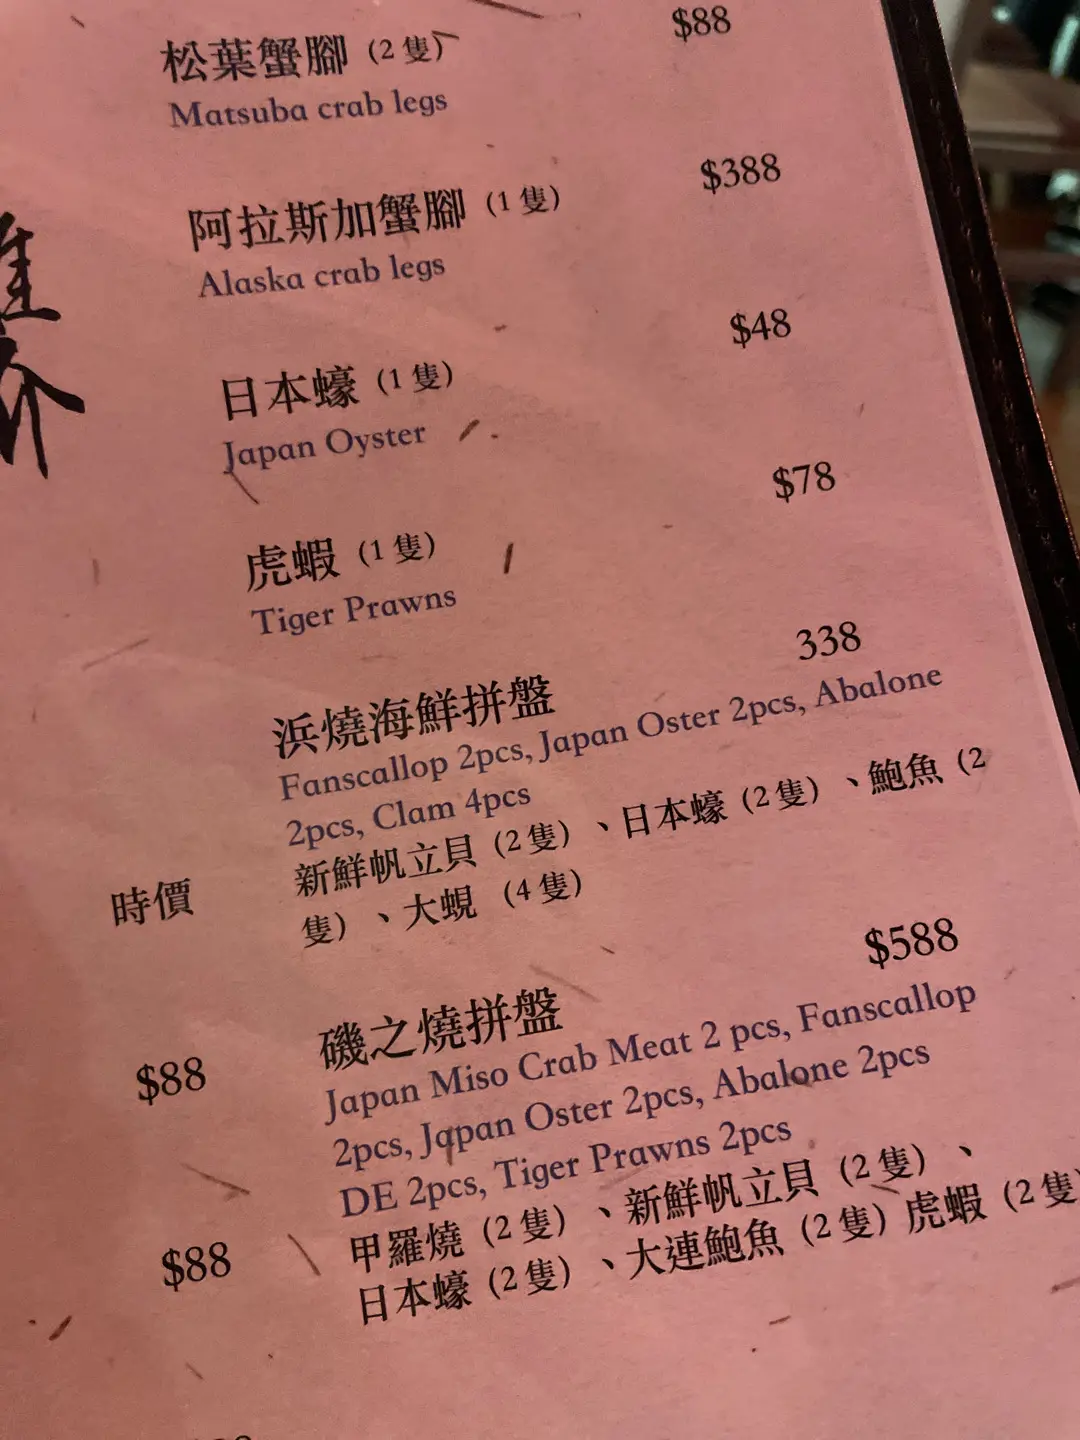 松葉蟹腳 (2 隻)
$88
Matsuba crab legs
阿拉斯加蟹腳 (1 隻)
$388
Alaska crab legs
日本蠔 (1 隻)
$48
Japan Oyster
虎蝦 (1 隻)
$78
Tiger Prawns
浜燒海鮮拼盤
338
Fanscallop 2pcs, Japan Oster 2pcs, Abalone
2pcs, Clam 4pcs
新鮮帆立貝 (2 隻) 、日本蠔 (2 隻) 、鮑魚 (2
隻) 、大蜆 (4 隻)
時價
磯之燒拼盤
$588
Japan Miso Crab Meat 2 pcs, Fanscallop
2pcs, Japan Oster 2pcs, Abalone 2pcs
DE 2pcs, Tiger Prawns 2pcs
甲羅燒 (2 隻) 、新鮮帆立貝 (2 隻) 、
日本蠔 (2 隻) 、大連鮑魚 (2 隻) 虎蝦 (2 隻
$88
$88